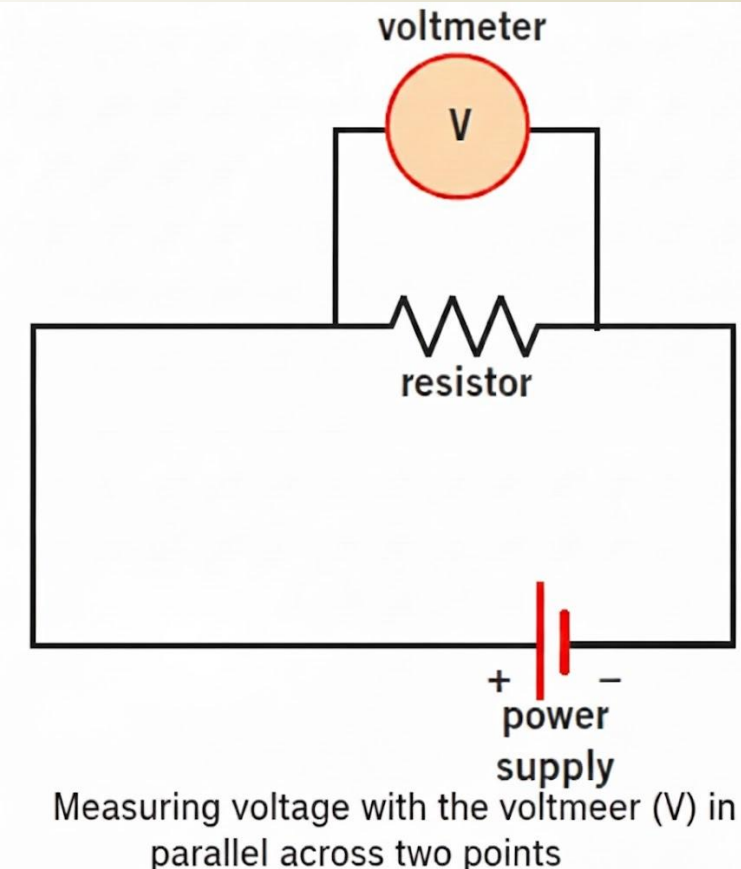 voltmeter
V
resistor
+ −
power
supply
Measuring voltage with the voltmeer (V) in
parallel across two points